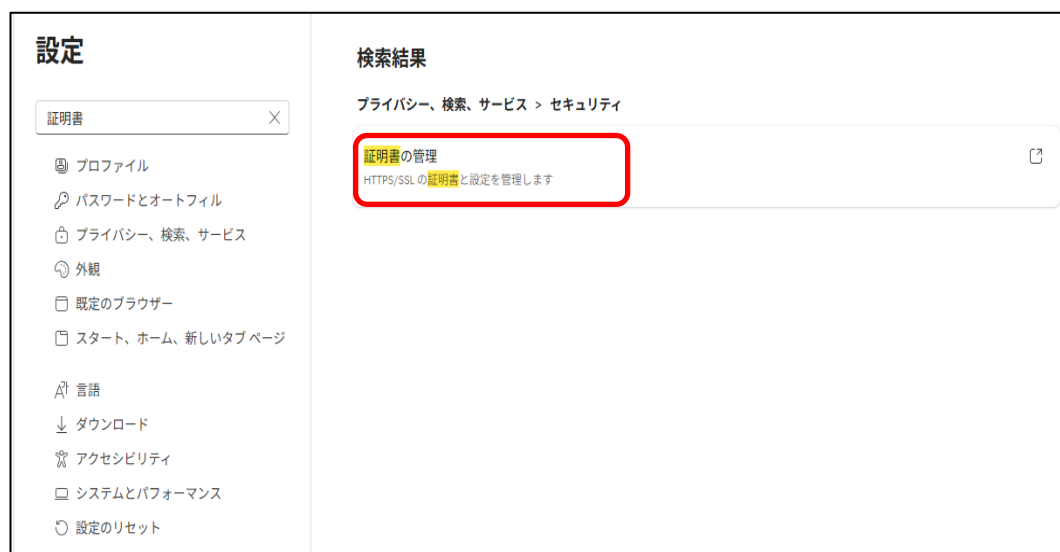 設定
証明書
プロファイル
パスワードとオートフィル
プライバシー、検索、サービス
外観
既定のブラウザー
スタート、ホーム、新しいタブ ページ
言語
ダウンロード
アクセシビリティ
システムとパフォーマンス
設定のリセット
検索結果
プライバシー、検索、サービス > セキュリティ
証明書の管理
HTTPS/SSL の証明書と設定を管理します